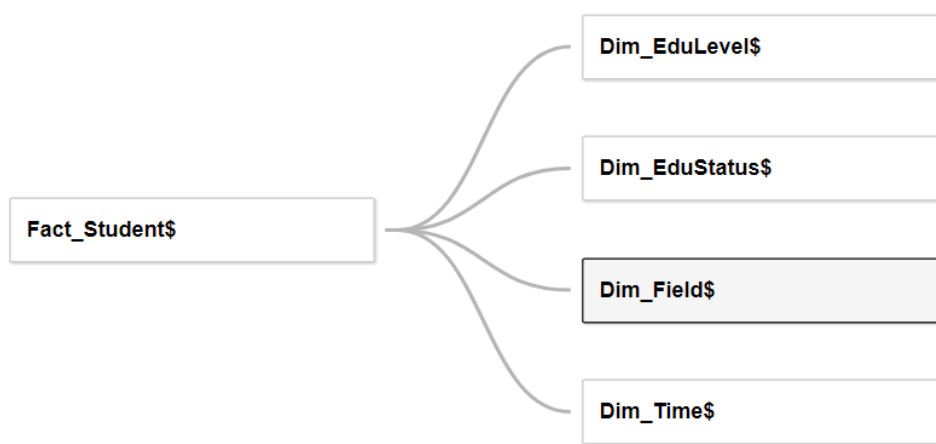 Dim_EduLevel$
Dim_EduStatus$
Fact_Student$
Dim_Field$
Dim_Time$